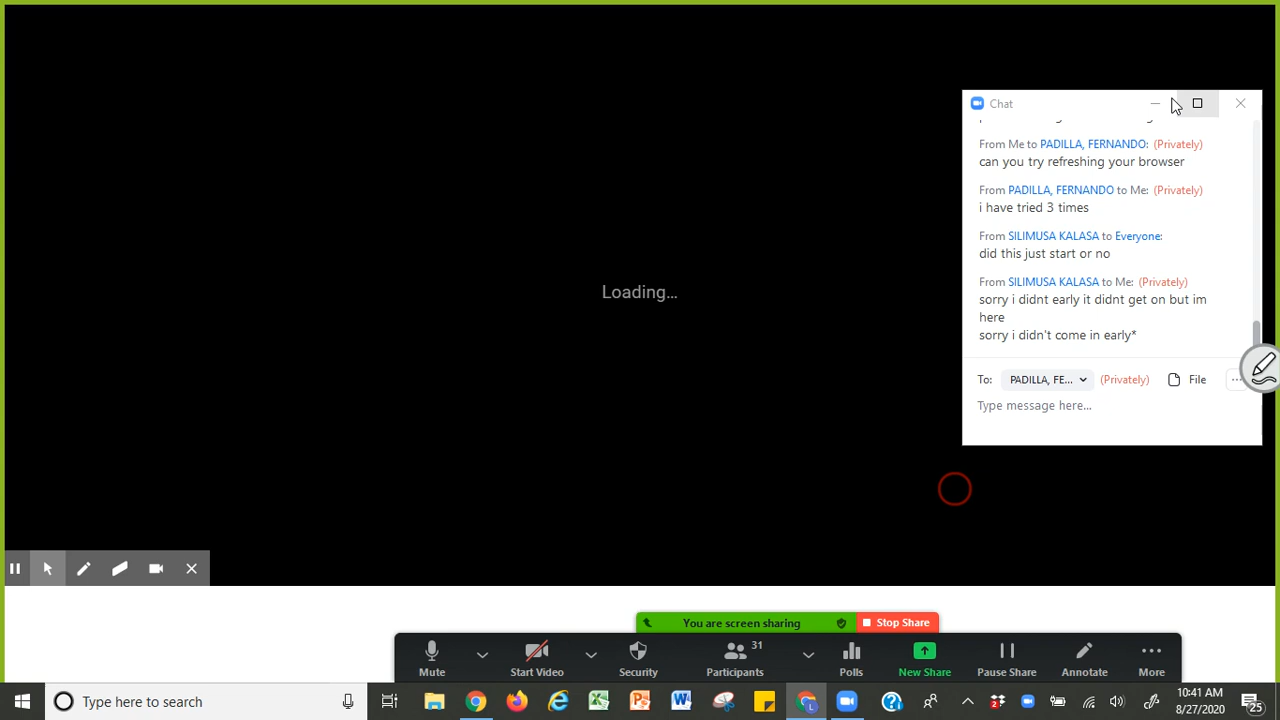 Chat
From Me to PADILLA, FERNANDO: (Privately)
can you try refreshing your browser
From PADILLA, FERNANDO to Me: (Privately)
i have tried 3 times
From SILIMUSA KALASA to Everyone:
did this just start or no
From SILIMUSA KALASA to Me: (Privately)
sorry i didnt early it didnt get on but im
here
sorry i didn't come in early*
To: PADILLA, FE... (Privately) File
Type message here...
Loading...
You are screen sharing Stop Share
31
Mute Start Video Security Participants Polls New Share Pause Share Annotate More
Type here to search
10:41 AM
8/27/2020
25